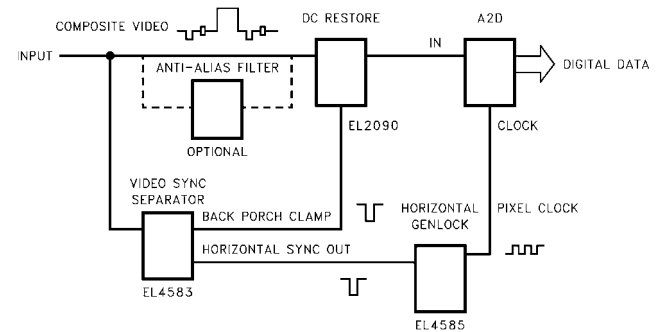 COMPOSITE VIDEO
DC RESTORE
A2D
INPUT
IN
ANTI-ALIAS FILTER
DIGITAL DATA
EL2090
CLOCK
OPTIONAL
VIDEO SYNC
SEPARATOR
BACK PORCH CLAMP
HORIZONTAL
GENLOCK
PIXEL CLOCK
HORIZONTAL SYNC OUT
EL4583
EL4585